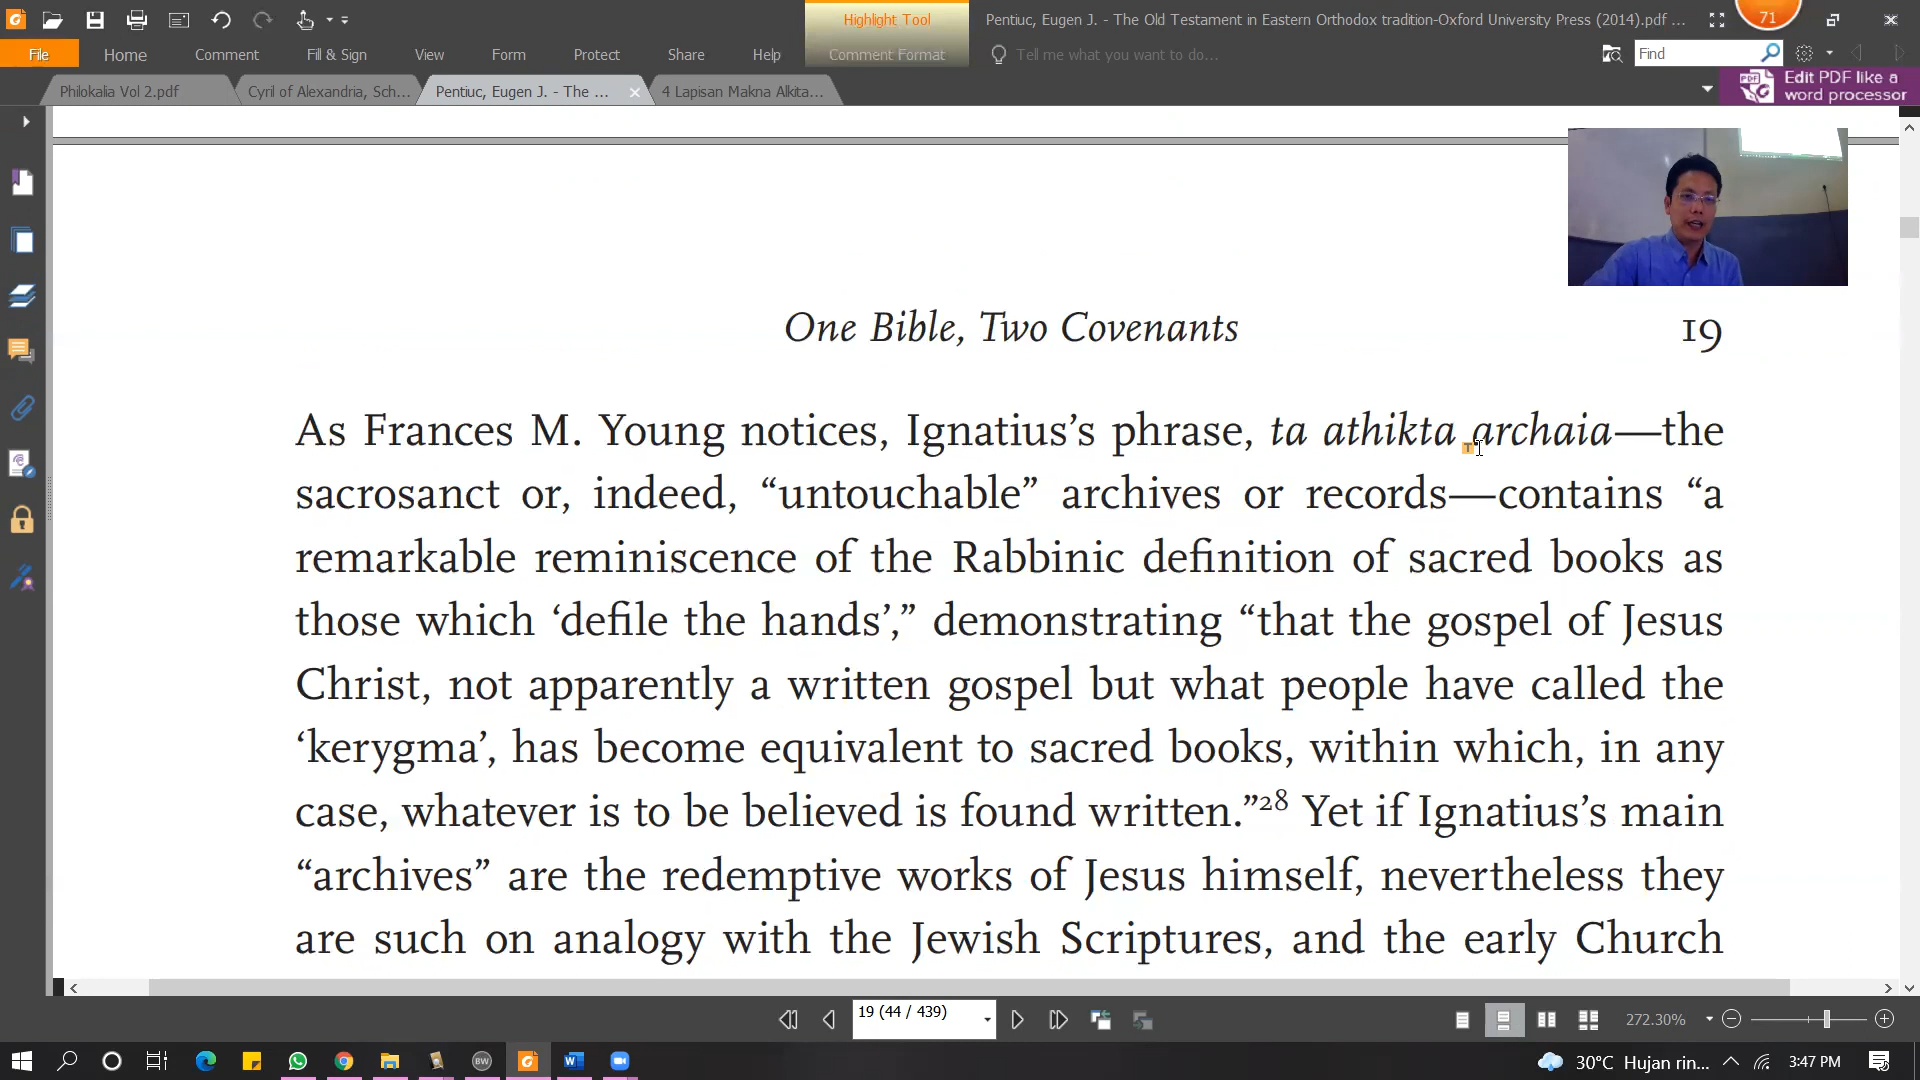 Highlight Tool
Pentiuc, Eugen J. - The Old Testament in Eastern Orthodox tradition-Oxford University Press (2014).pdf ...
71
File
Home
Comment
Fill & Sign
View
Form
Protect
Share
Help
Comment Format
Tell me what you want to do...
Find
Philokalia Vol 2.pdf
Cyril of Alexandria, Sch...
Pentiuc, Eugen J. - The ...
4 Lapisan Makna Alkita...
PDF
Edit PDF like a
word processor
One Bible, Two Covenants
19
As Frances M. Young notices, Ignatius’s phrase, ta athikta archaia—the
sacrosanct or, indeed, “untouchable” archives or records—contains “a
remarkable reminiscence of the Rabbinic definition of sacred books as
those which ‘defile the hands’,” demonstrating “that the gospel of Jesus
Christ, not apparently a written gospel but what people have called the
‘kerygma’, has become equivalent to sacred books, within which, in any
case, whatever is to be believed is found written.”28 Yet if Ignatius’s main
“archives” are the redemptive works of Jesus himself, nevertheless they
are such on analogy with the Jewish Scriptures, and the early Church
19 (44 / 439)
272.30%
BW
30°C Hujan rin...
3:47 PM